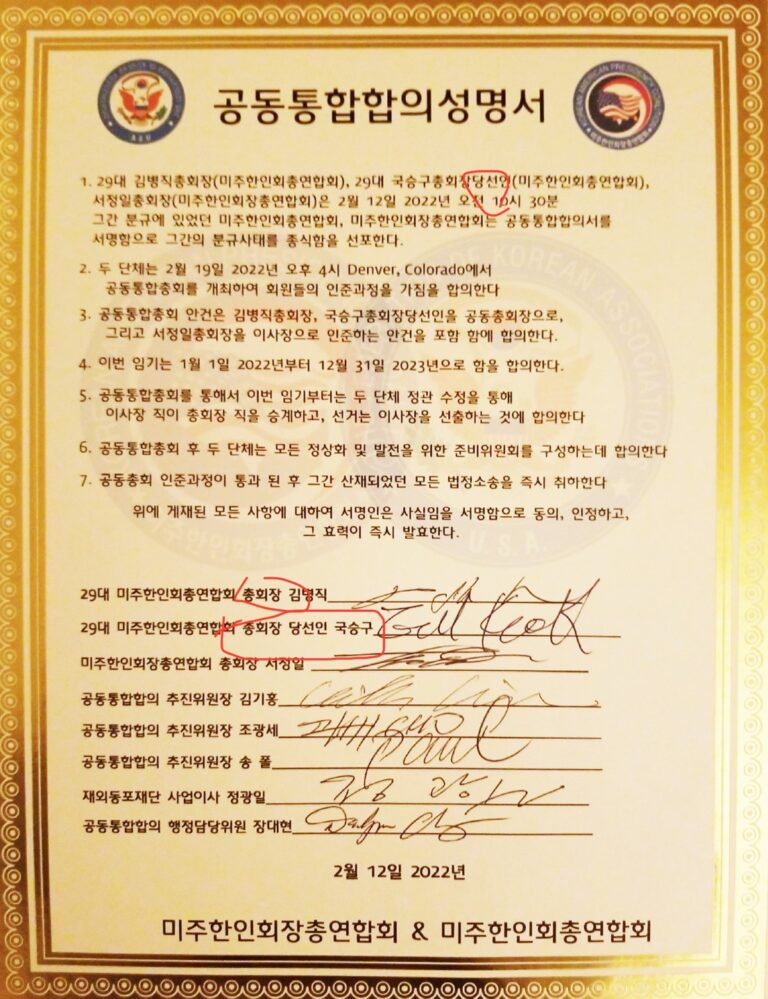 공동통합합의성명서
1. 29대 김병직총회장(미주한인회총연합회), 29대 국승구총회장당선인(미주한인회총연합회),
서정일총회장(미주한인회장총연합회)은 2월 12일 2022년 오전 10시 30분
그간 분규에 있었던 미주한인회총연합회, 미주한인회장총연합회는 공동통합합의서를
서명함으로 그간의 분규사태를 종식함을 선포한다.
2. 두 단체는 2월 19일 2022년 오후 4시 Denver, Colorado에서
공동통합총회를 개최하여 회원들의 인준과정을 가짐을 합의한다
3. 공동통합총회 안건은 김병직총회장, 국승구총회장당선인을 공동총회장으로,
그리고 서정일총회장을 이사장으로 인준하는 안건을 포함 함에 합의한다.
4. 이번 임기는 1월 1일 2022년부터 12월 31일 2023년으로 함을 합의한다.
5. 공동통합총회를 통해서 이번 임기부터는 두 단체 정관 수정을 통해
이사장 직이 총회장 직을 승계하고, 선거는 이사장을 선출하는 것에 합의한다
6. 공동통합총회 후 두 단체는 모든 정상화 및 발전을 위한 준비위원회를 구성하는데 합의한다
7. 공동총회 인준과정이 통과 된 후 그간 산재되었던 모든 법정소송을 즉시 취하한다
위에 게재된 모든 사항에 대하여 서명인은 사실임을 서명함으로 동의, 인정하고,
그 효력이 즉시 발효한다.
29대 미주한인회총연합회 총회장 김병직
29대 미주한인회총연합회 총회장 당선인 국승구
미주한인회장총연합회 총회장 서정일
공동통합합의 추진위원장 김기홍
공동통합합의 추진위원장 조광세
공동통합합의 추진위원장 송 폴
재외동포재단 사업이사 정광일
공동통합합의 행정담당위원 장대현
2월 12일 2022년
미주한인회장총연합회 & 미주한인회총연합회